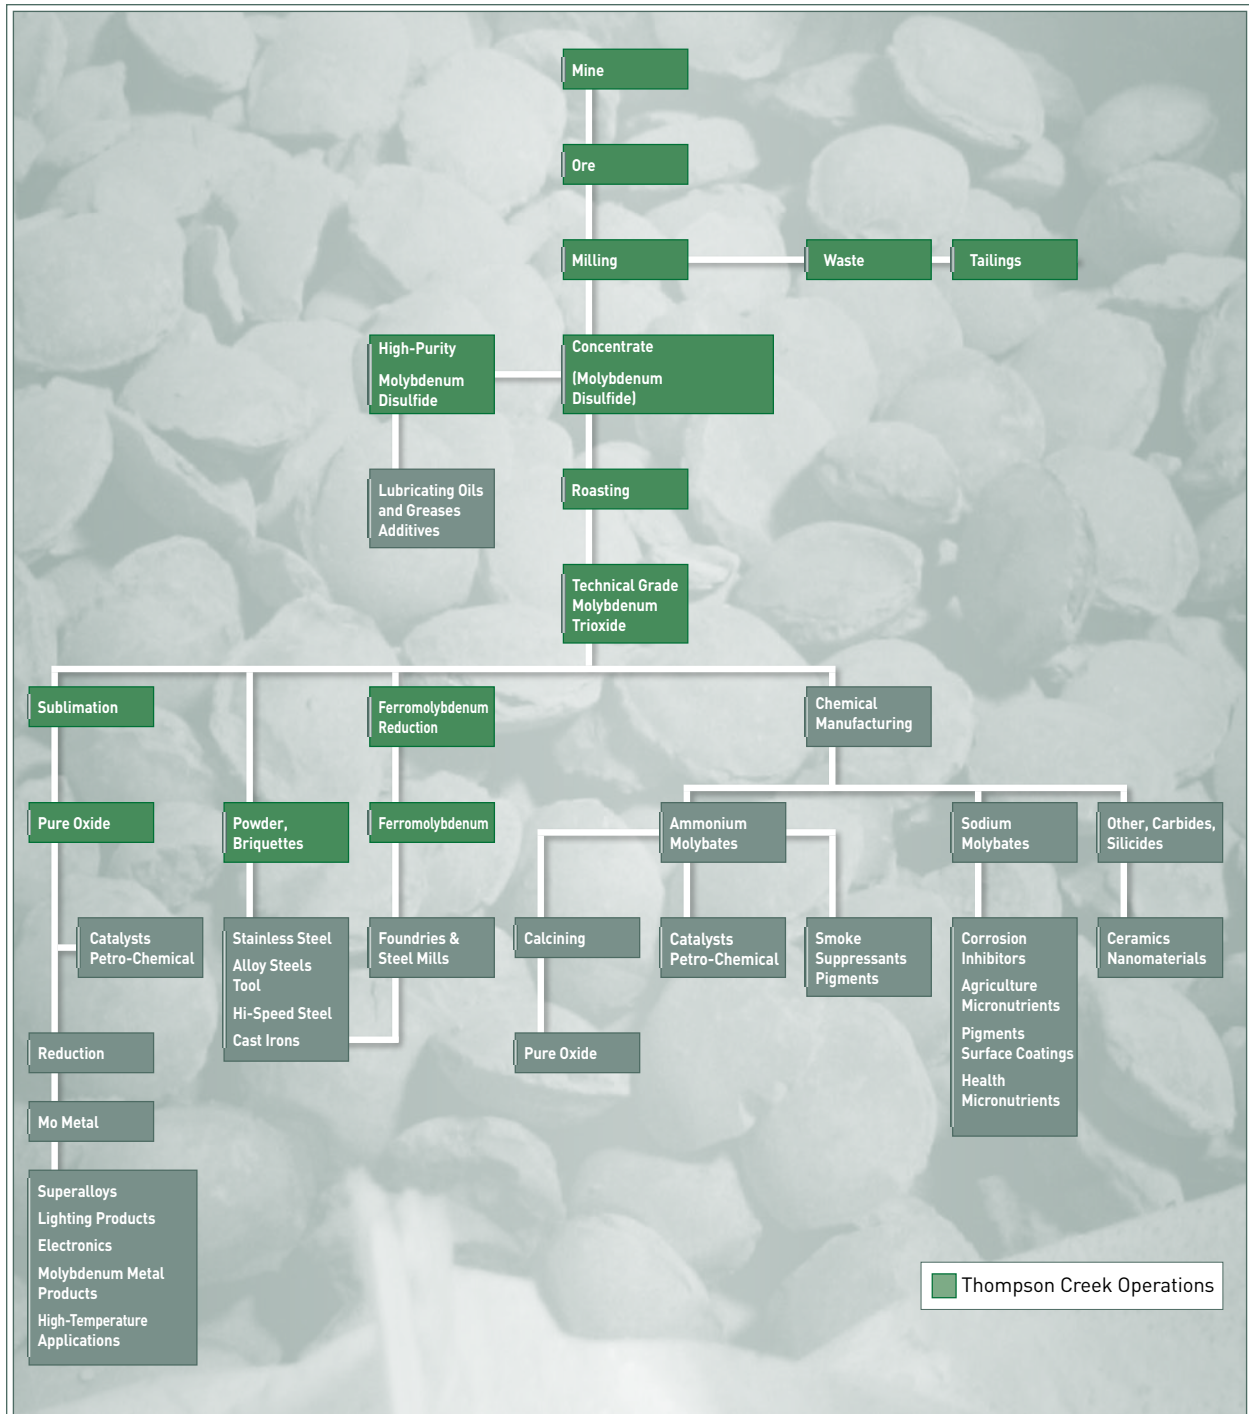 Mine
Ore
Milling
Waste
Tailings
High-Purity
Molybdenum
Disulfide
Concentrate
(Molybdenum
Disulfide)
Lubricating Oils
and Greases
Additives
Roasting
Technical Grade
Molybdenum
Trioxide
Sublimation
Ferromolybdenum
Reduction
Chemical
Manufacturing
Pure Oxide
Powder,
Briquettes
Ferromolybdenum
Ammonium
Molybates
Sodium
Molybates
Other, Carbides,
Silicides
Catalysts
Petro-Chemical
Stainless Steel
Alloy Steels
Tool
Hi-Speed Steel
Cast Irons
Foundries &
Steel Mills
Calcining
Catalysts
Petro-Chemical
Smoke
Suppressants
Pigments
Corrosion
Inhibitors
Agriculture
Micronutrients
Pigments
Surface Coatings
Health
Micronutrients
Ceramics
Nanomaterials
Reduction
Pure Oxide
Mo Metal
Superalloys
Lighting Products
Electronics
Molybdenum Metal
Products
High-Temperature
Applications
Thompson Creek Operations